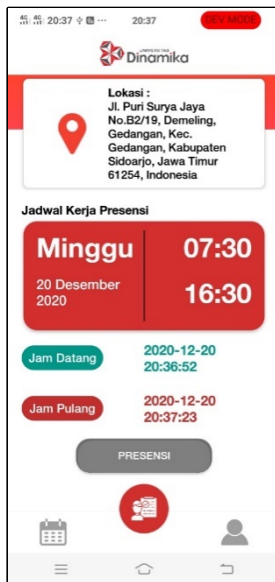 4G 4G 20:37 ... 20:37 DEV MODE
UNIVERSITAS
Dinamika
Lokasi :
Jl. Puri Surya Jaya
No.B2/19, Demeling,
Gedangan, Kec.
Gedangan, Kabupaten
Sidoarjo, Jawa Timur
61254, Indonesia
Jadwal Kerja Presensi
Minggu 07:30
20 Desember
2020
16:30
Jam Datang 2020-12-20
20:36:52
Jam Pulang 2020-12-20
20:37:23
PRESENSI